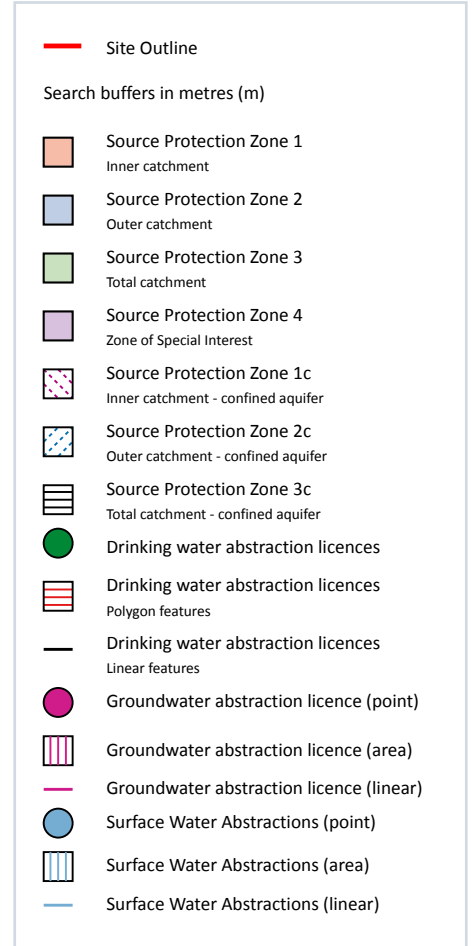 Site Outline
Search buffers in metres (m)
Source Protection Zone 1
Inner catchment
Source Protection Zone 2
Outer catchment
Source Protection Zone 3
Total catchment
Source Protection Zone 4
Zone of Special Interest
Source Protection Zone 1c
Inner catchment - confined aquifer
Source Protection Zone 2c
Outer catchment - confined aquifer
Source Protection Zone 3c
Total catchment - confined aquifer
Drinking water abstraction licences
Drinking water abstraction licences
Polygon features
Drinking water abstraction licences
Linear features
Groundwater abstraction licence (point)
Groundwater abstraction licence (area)
Groundwater abstraction licence (linear)
Surface Water Abstractions (point)
Surface Water Abstractions (area)
Surface Water Abstractions (linear)